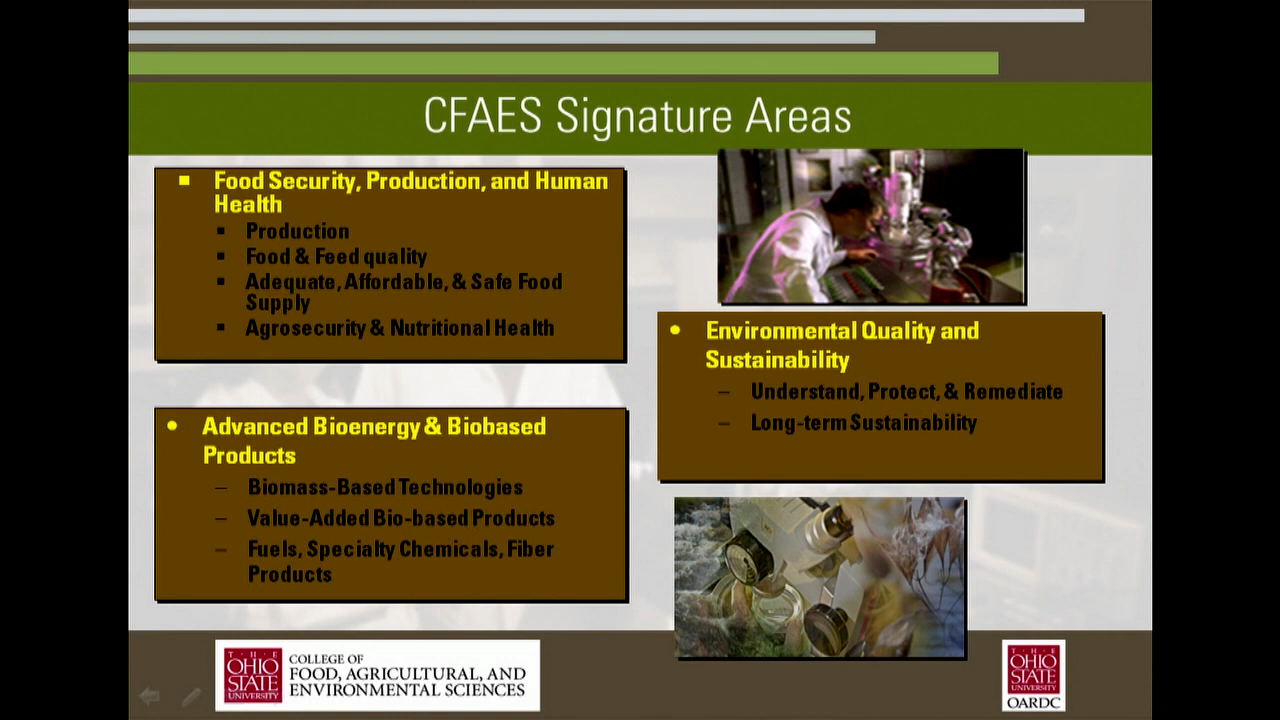 CFAES Signature Areas
Food Security, Production, and Human
Health
Production
Food & Feed quality
Adequate, Affordable, & Safe Food
Supply
Agrosecurity & Nutritional Health
Advanced Bioenergy & Biobased
Products
– Biomass-Based Technologies
– Value-Added Bio-based Products
– Fuels, Specialty Chemicals, Fiber
Products
Environmental Quality and
Sustainability
– Understand, Protect, & Remediate
– Long-term Sustainability
T · H · E
OHIO
STATE
UNIVERSITY
COLLEGE OF
FOOD, AGRICULTURAL, AND
ENVIRONMENTAL SCIENCES
T · H · E
OHIO
STATE
UNIVERSITY
OARDC